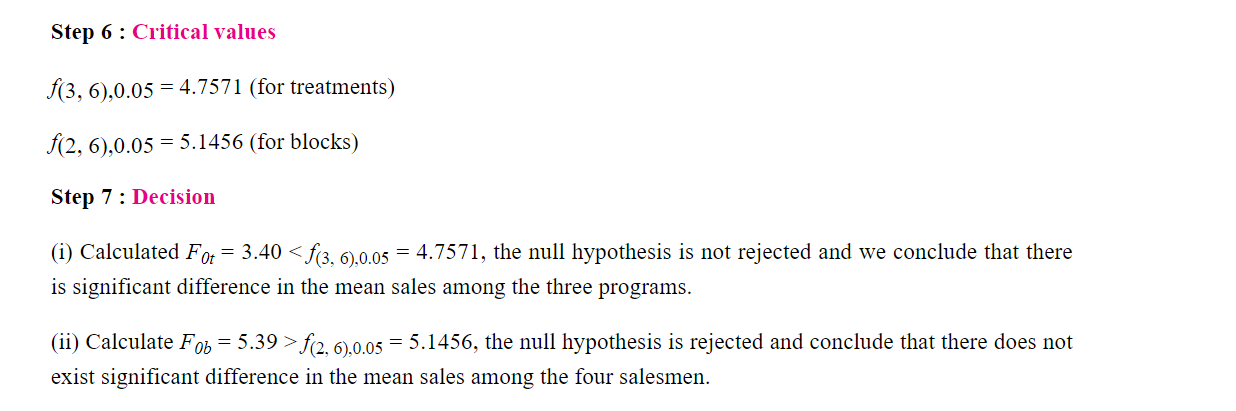 Step 6 : Critical values
f(3, 6),0.05 = 4.7571 (for treatments)
f(2, 6),0.05 = 5.1456 (for blocks)
Step 7 : Decision
(i) Calculated F0t = 3.40 < f(3, 6),0.05 = 4.7571, the null hypothesis is not rejected and we conclude that there
is significant difference in the mean sales among the three programs.
(ii) Calculate F0b = 5.39 > f(2, 6),0.05 = 5.1456, the null hypothesis is rejected and conclude that there does not
exist significant difference in the mean sales among the four salesmen.